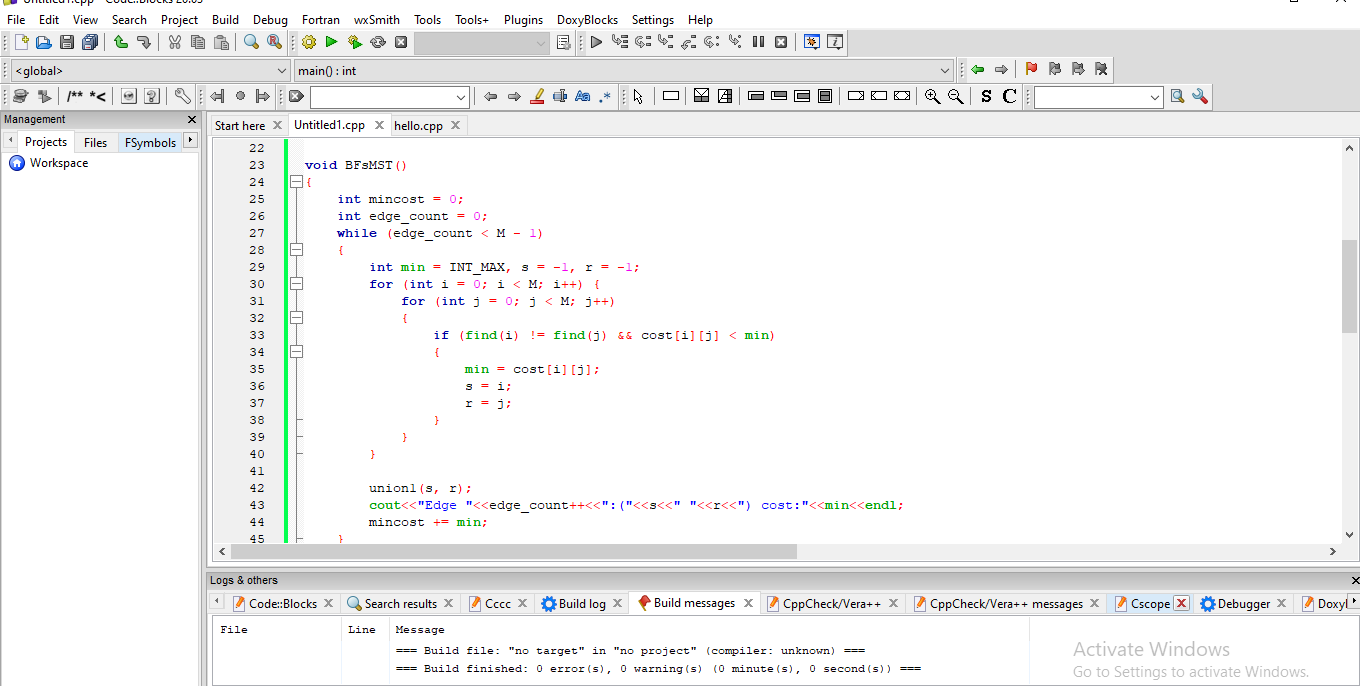 Untitled1.cpp - Code::Blocks 20.03
File Edit View Search Project Build Debug Fortran wxSmith Tools Tools+ Plugins DoxyBlocks Settings Help
<global> main() : int
/** *< Aa .* S C
Management
Projects Files FSymbols
Workspace
Start here Untitled1.cpp hello.cpp
22
23 void BFsMST()
24 {
25 int mincost = 0;
26 int edge_count = 0;
27 while (edge_count < M - 1)
28 {
29 int min = INT_MAX, s = -1, r = -1;
30 for (int i = 0; i < M; i++) {
31 for (int j = 0; j < M; j++)
32 {
33 if (find(i) != find(j) && cost[i][j] < min)
34 {
35 min = cost[i][j];
36 s = i;
37 r = j;
38 }
39 }
40 }
41
42 union1(s, r);
43 cout<<"Edge "<<edge_count++<<":("<<s<<" "<<r<<") cost:"<<min<<endl;
44 mincost += min;
45 }
Logs & others
Code::Blocks Search results Cccc Build log Build messages CppCheck/Vera++ CppCheck/Vera++ messages Cscope Debugger Doxyl
File Line Message
=== Build file: "no target" in "no project" (compiler: unknown) ===
=== Build finished: 0 error(s), 0 warning(s) (0 minute(s), 0 second(s)) ===
Activate Windows
Go to Settings to activate Windows.